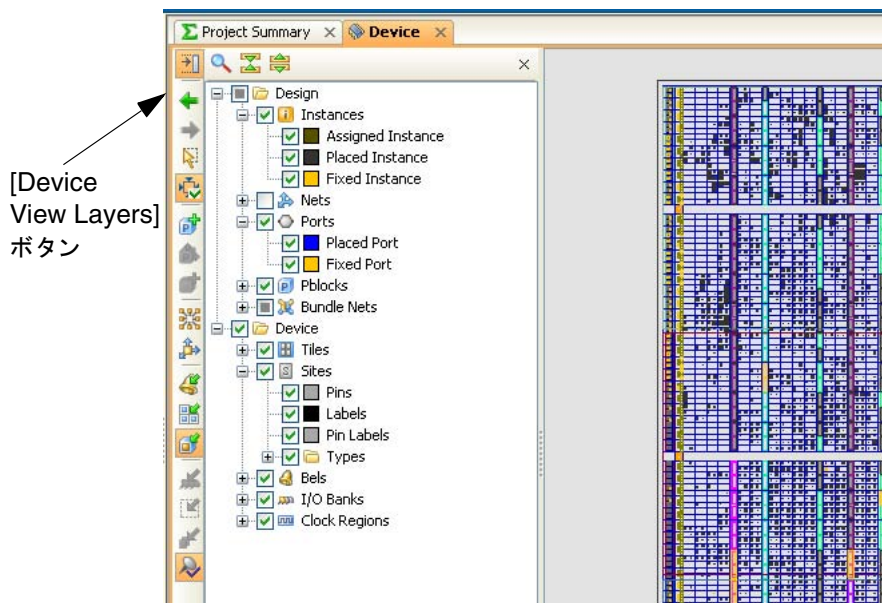 Project Summary
Device
Design
Instances
Assigned Instance
Placed Instance
Fixed Instance
Nets
Ports
Placed Port
Fixed Port
Pblocks
Bundle Nets
Device
Tiles
Sites
Pins
Labels
Pin Labels
Types
Bels
I/O Banks
Clock Regions
[Device
View Layers]
ボタン